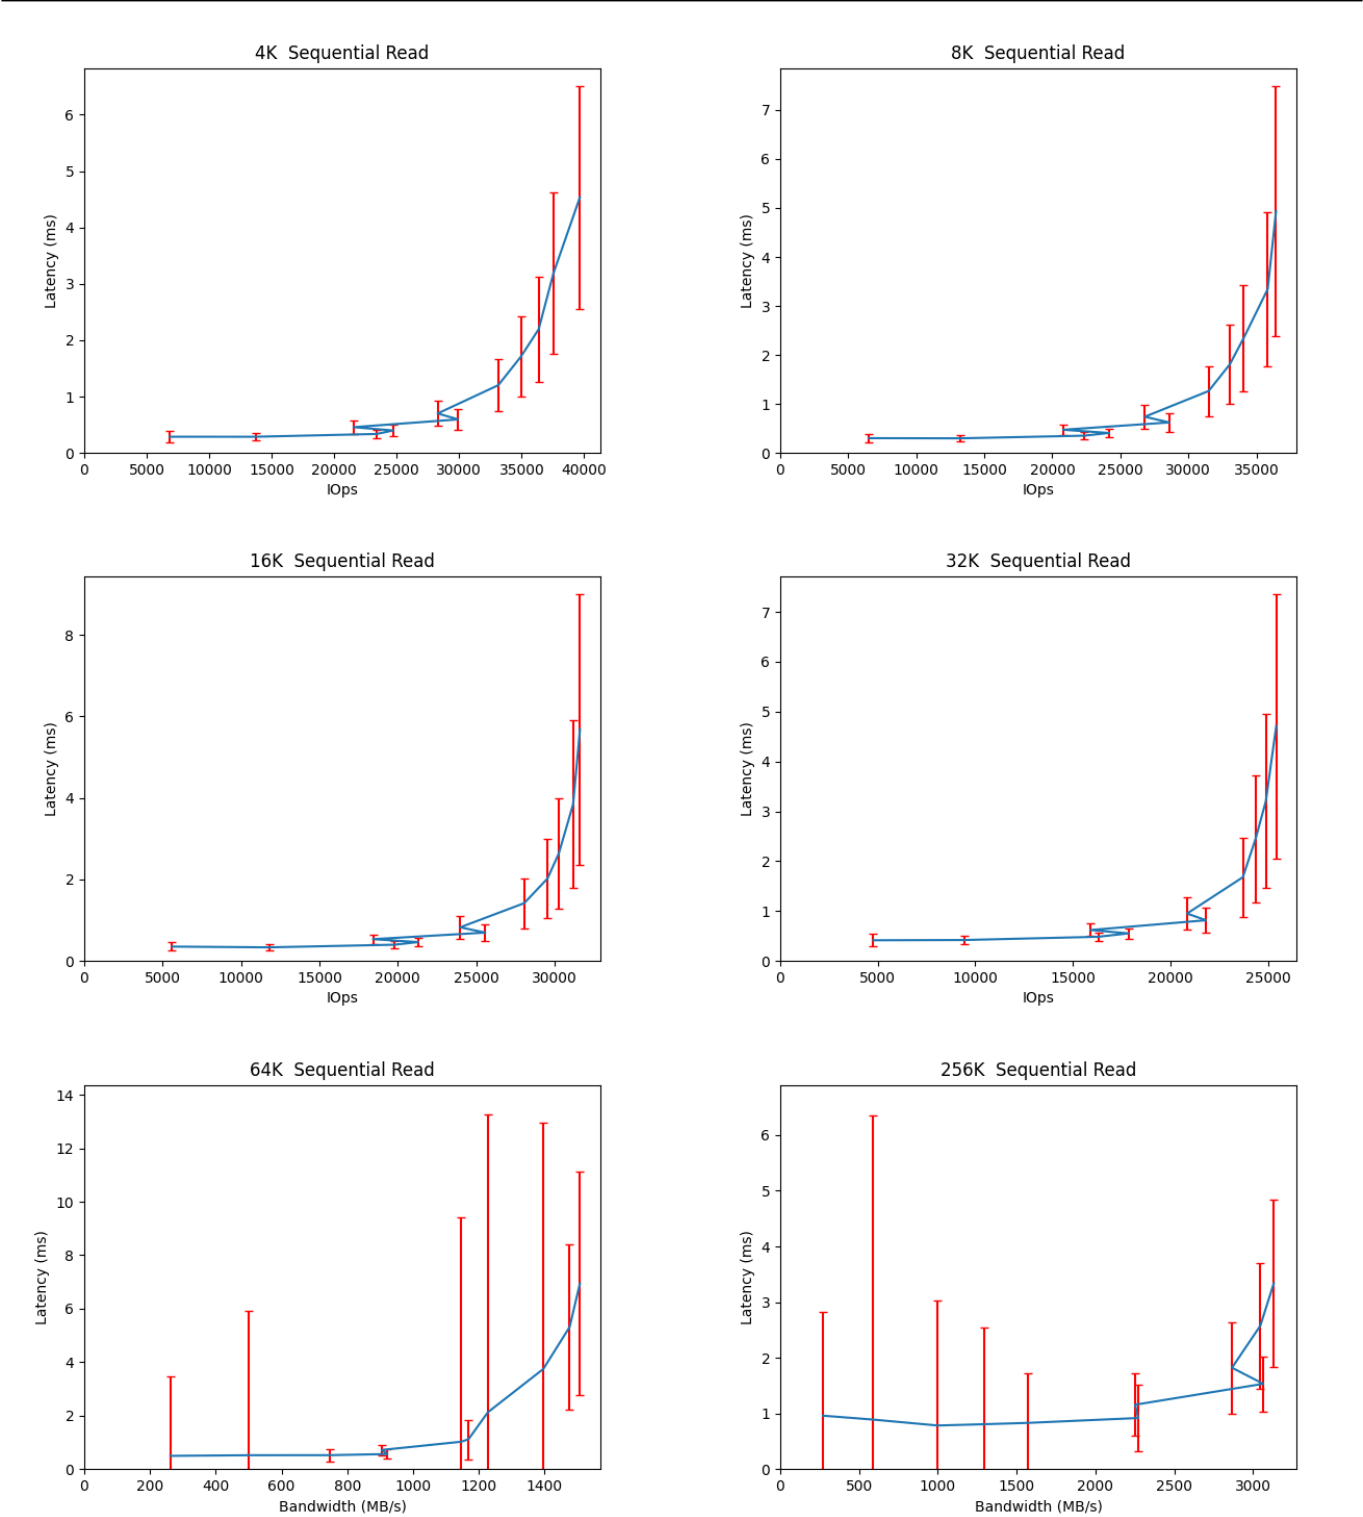 4K  Sequential Read
Latency (ms)
6
5
4
3
2
1
0
0 5000 10000 15000 20000 25000 30000 35000 40000
IOps
8K  Sequential Read
Latency (ms)
7
6
5
4
3
2
1
0
0 5000 10000 15000 20000 25000 30000 35000
IOps
16K  Sequential Read
Latency (ms)
8
6
4
2
0
0 5000 10000 15000 20000 25000 30000
IOps
32K  Sequential Read
Latency (ms)
7
6
5
4
3
2
1
0
0 5000 10000 15000 20000 25000
IOps
64K  Sequential Read
Latency (ms)
14
12
10
8
6
4
2
0
0 200 400 600 800 1000 1200 1400
Bandwidth (MB/s)
256K  Sequential Read
Latency (ms)
6
5
4
3
2
1
0
0 500 1000 1500 2000 2500 3000
Bandwidth (MB/s)